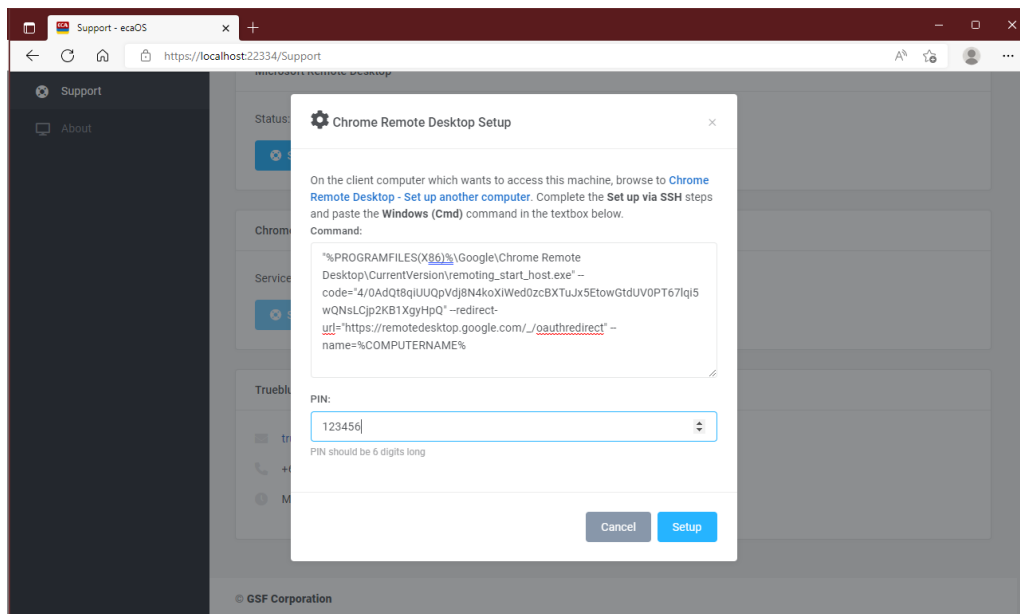 ECA
Support - ecaOS
https://localhost:22334/Support
Microsoft Remote Desktop
Support
About
Status:
Chrome Remote Desktop Setup
On the client computer which wants to access this machine, browse to Chrome
Remote Desktop - Set up another computer. Complete the Set up via SSH steps
and paste the Windows (Cmd) command in the textbox below.
Command:
"%PROGRAMFILES(X86)%\Google\Chrome Remote
Desktop\CurrentVersion\remoting_start_host.exe" --
code="4/0AdQt8qiUUQpVdj8N4koXiWed0zcBXTuJx5EtowGtdUV0PT67lqi5
wQNsLCjp2KB1XgyHpQ" --redirect-
url="https://remotedesktop.google.com/_/oauthredirect" --
name=%COMPUTERNAME%
Chrom
Service
PIN:
123456
PIN should be 6 digits long
Trueblu
Cancel
Setup
© GSF Corporation